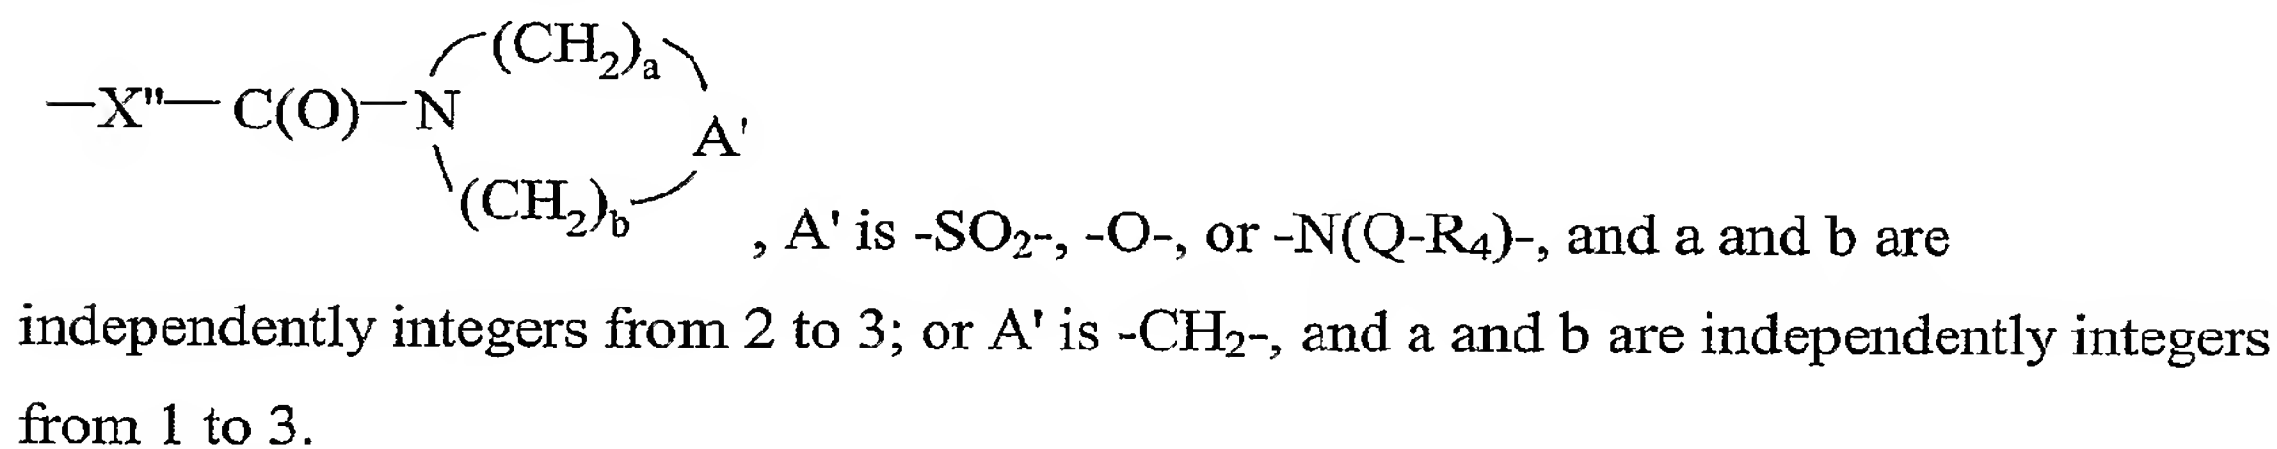 (CH2)a
—X"—C(O)—N
A'
(CH2)b
, A' is -SO2-, -O-, or -N(Q-R4)-, and a and b are
independently integers from 2 to 3; or A' is -CH2-, and a and b are independently integers
from 1 to 3.